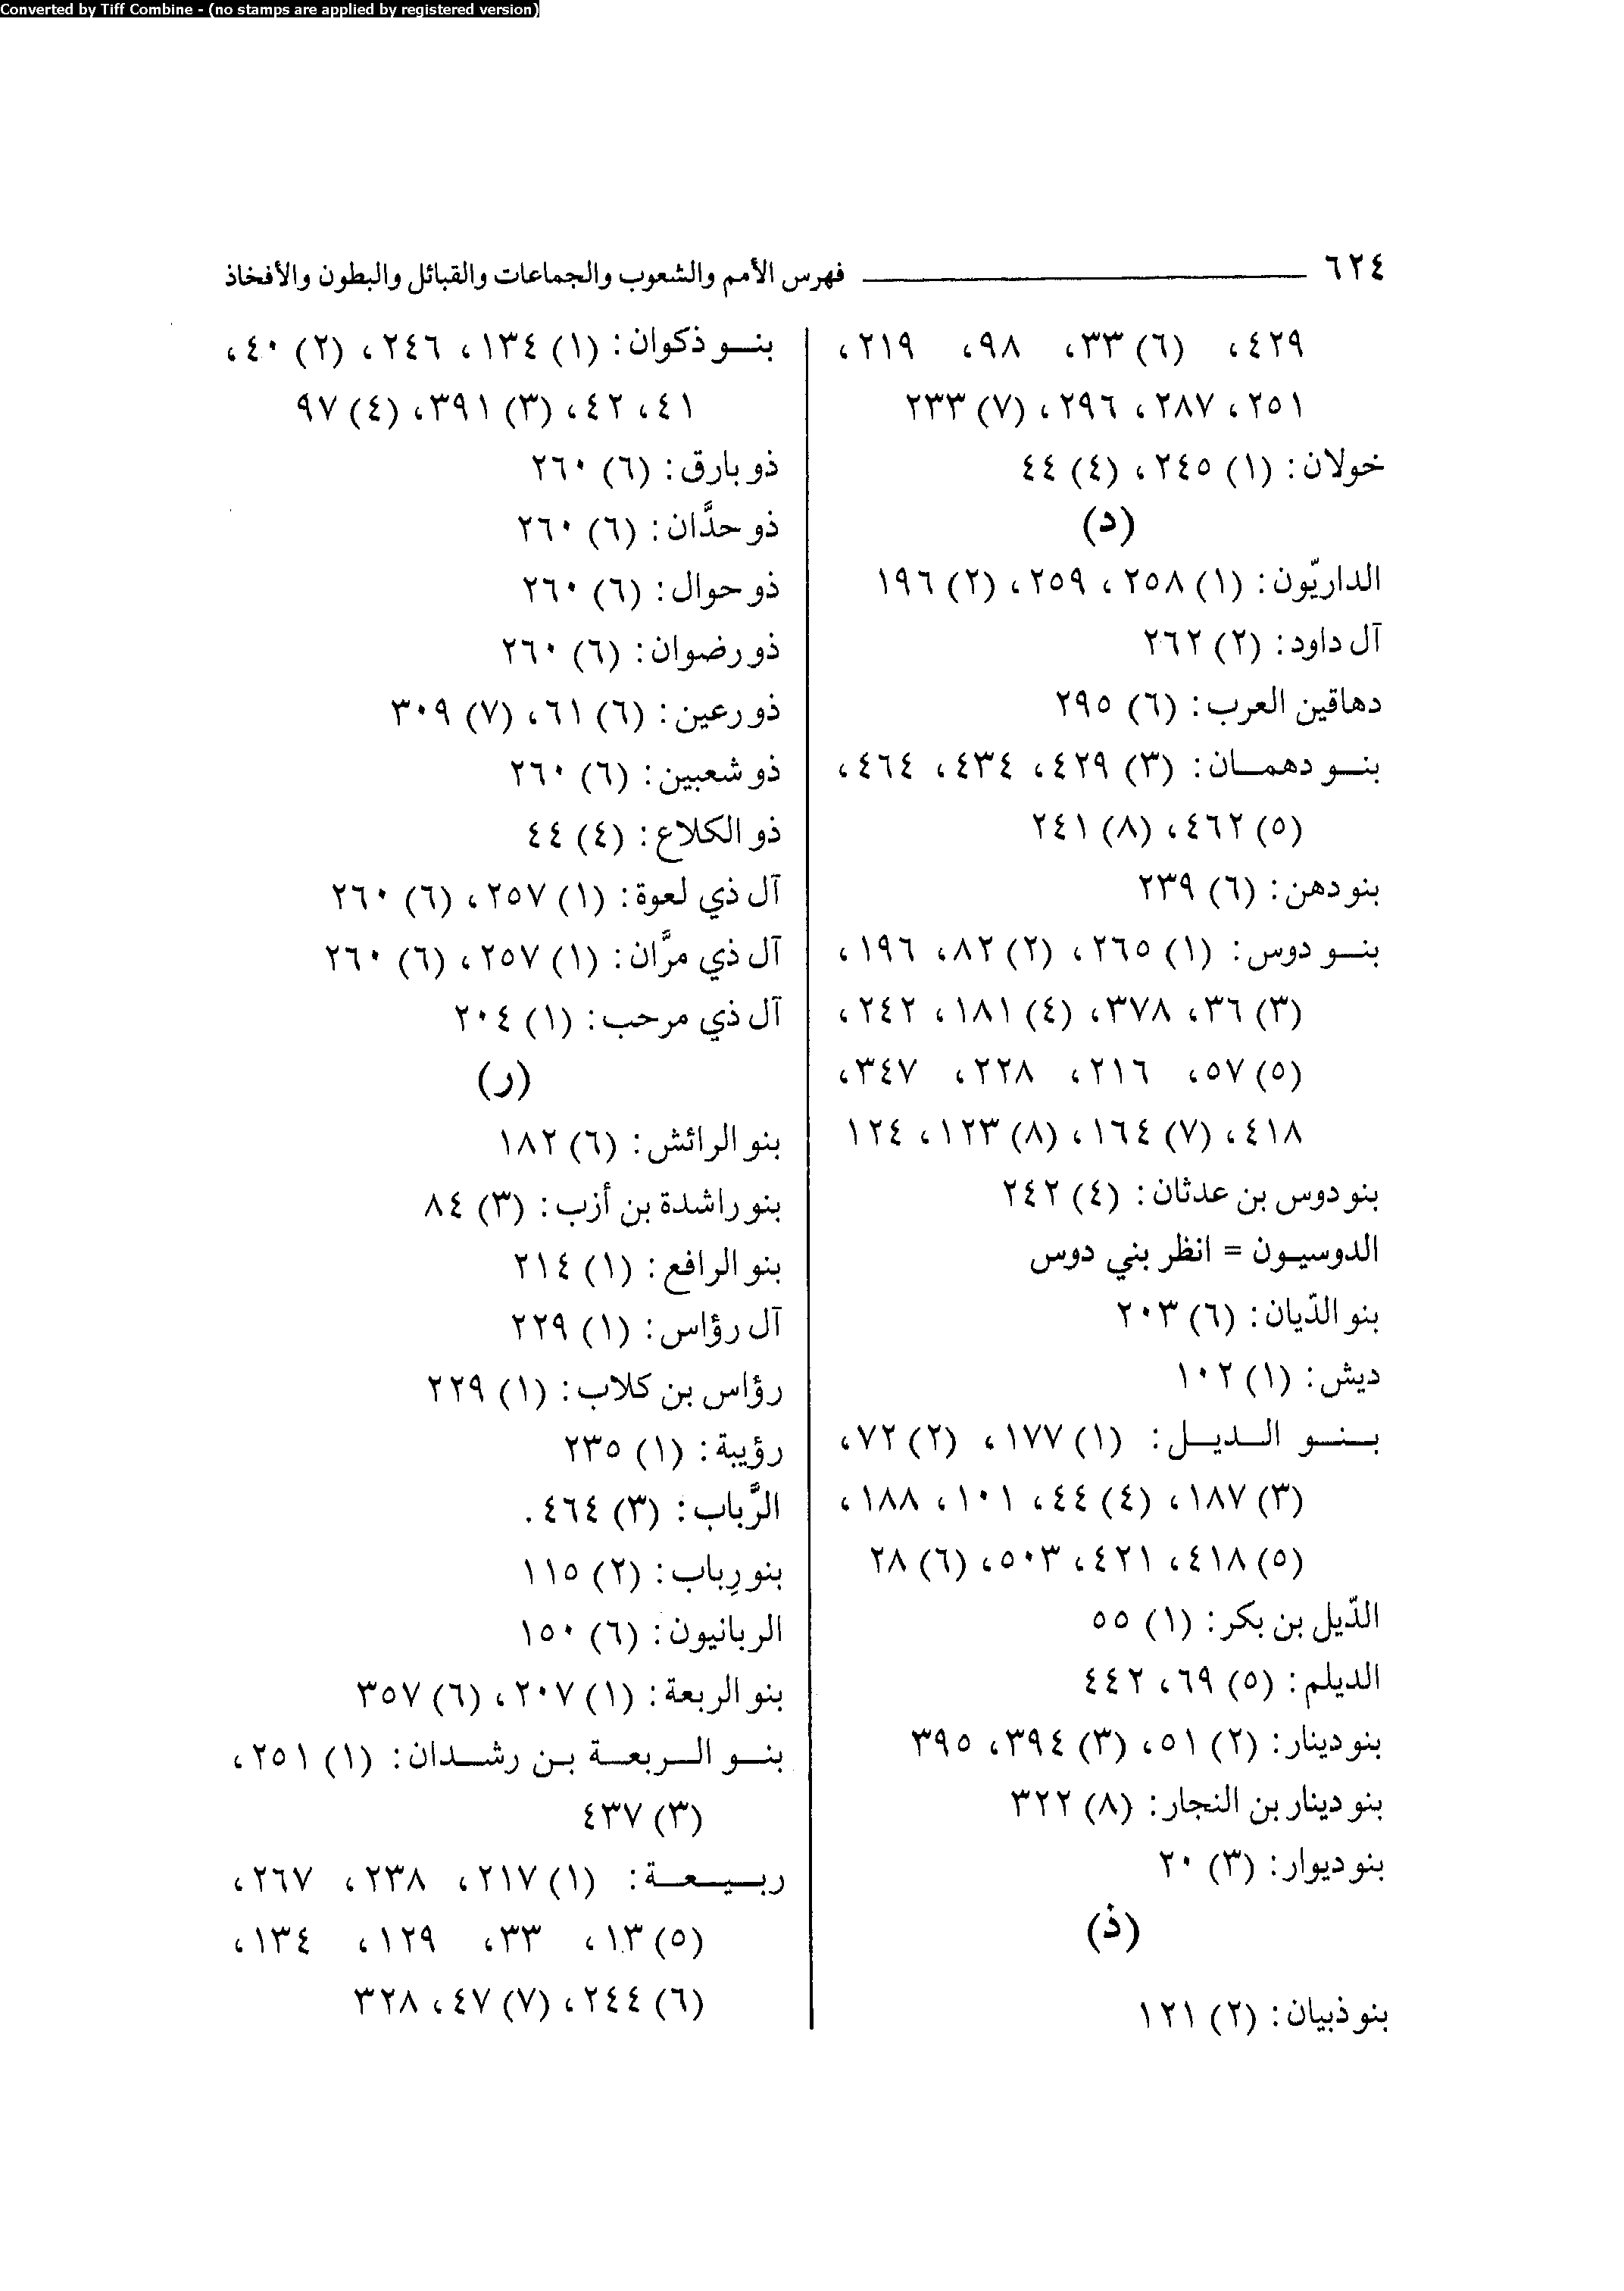 Converted by Tiff Combine - (no stamps are applied by registered version)
٦٢٤ فهرس الأمم والشعوب والجماعات والقبائل والبطون والأفخاذ
٤٢٩، (٦) ٣٣، ٩٨، ٢١٩،
٢٥١، ٢٨٧، ٢٩٦، (٧) ٢٣٣
خولان: (١) ٢٤٥، (٤) ٤٤
(د)
الداريّون: (١) ٢٥٨، ٢٥٩، (٢) ١٩٦
آل داود: (٢) ٢٦٢
دهاقين العرب: (٦) ٢٩٥
بنو دهمان: (٣) ٤٢٩، ٤٣٤، ٤٦٤،
(٥) ٤٦٢، (٨) ٢٤١
بنو دهن: (٦) ٢٣٩
بنو دوس: (١) ٢٦٥، (٢) ٨٢، ١٩٦،
(٣) ٣٦، ٣٧٨، (٤) ١٨١، ٢٤٢،
(٥) ٥٧، ٢١٦، ٢٢٨، ٣٤٧،
٤١٨، (٧) ١٦٤، (٨) ١٢٣، ١٢٤
بنو دوس بن عدثان: (٤) ٢٤٢
الدوسيون = انظر بني دوس
بنو الدّيان: (٦) ٢٠٣
ديش: (١) ١٠٢
بنو الديل: (١) ١٧٧، (٢) ٧٢،
(٣) ١٨٧، (٤) ٤٤، ١٠١، ١٨٨،
(٥) ٤١٨، ٤٢١، ٥٠٣، (٦) ٢٨
الدّيل بن بكر: (١) ٥٥
الديلم: (٥) ٦٩، ٤٤٢
بنو دينار: (٢) ٥١، (٣) ٣٩٤، ٣٩٥
بنو دينار بن النجار: (٨) ٣٢٢
بنو ديوار: (٣) ٢٠
(ذ)
بنو ذبيان: (٢) ١٢١
بنو ذكوان: (١) ١٣٤، ٢٤٦، (٢) ٤٠،
٤١، ٤٢، (٣) ٣٩١، (٤) ٩٧
ذو بارق: (٦) ٢٦٠
ذو حدَّان: (٦) ٢٦٠
ذو حوال: (٦) ٢٦٠
ذو رضوان: (٦) ٢٦٠
ذو رعين: (٦) ٦١، (٧) ٣٠٩
ذو شعبين: (٦) ٢٦٠
ذو الكلاع: (٤) ٤٤
آل ذي لعوة: (١) ٢٥٧، (٦) ٢٦٠
آل ذي مرَّان: (١) ٢٥٧، (٦) ٢٦٠
آل ذي مرحب: (١) ٢٠٤
(ر)
بنو الرائش: (٦) ١٨٢
بنو راشدة بن أزب: (٣) ٨٤
بنو الرافع: (١) ٢١٤
آل رؤاس: (١) ٢٢٩
رؤاس بن كلاب: (١) ٢٢٩
رؤيبة: (١) ٢٣٥
الرَّباب: (٣) ٤٦٤.
بنو رِباب: (٢) ١١٥
الربانيون: (٦) ١٥٠
بنو الربعة: (١) ٢٠٧، (٦) ٣٥٧
بنو الربعة بن رشدان: (١) ٢٥١،
(٣) ٤٣٧
ربيعة: (١) ٢١٧، ٢٣٨، ٢٦٧،
(٥) ١٣، ٣٣، ١٢٩، ١٣٤،
(٦) ٢٤٤، (٧) ٤٧، ٣٢٨